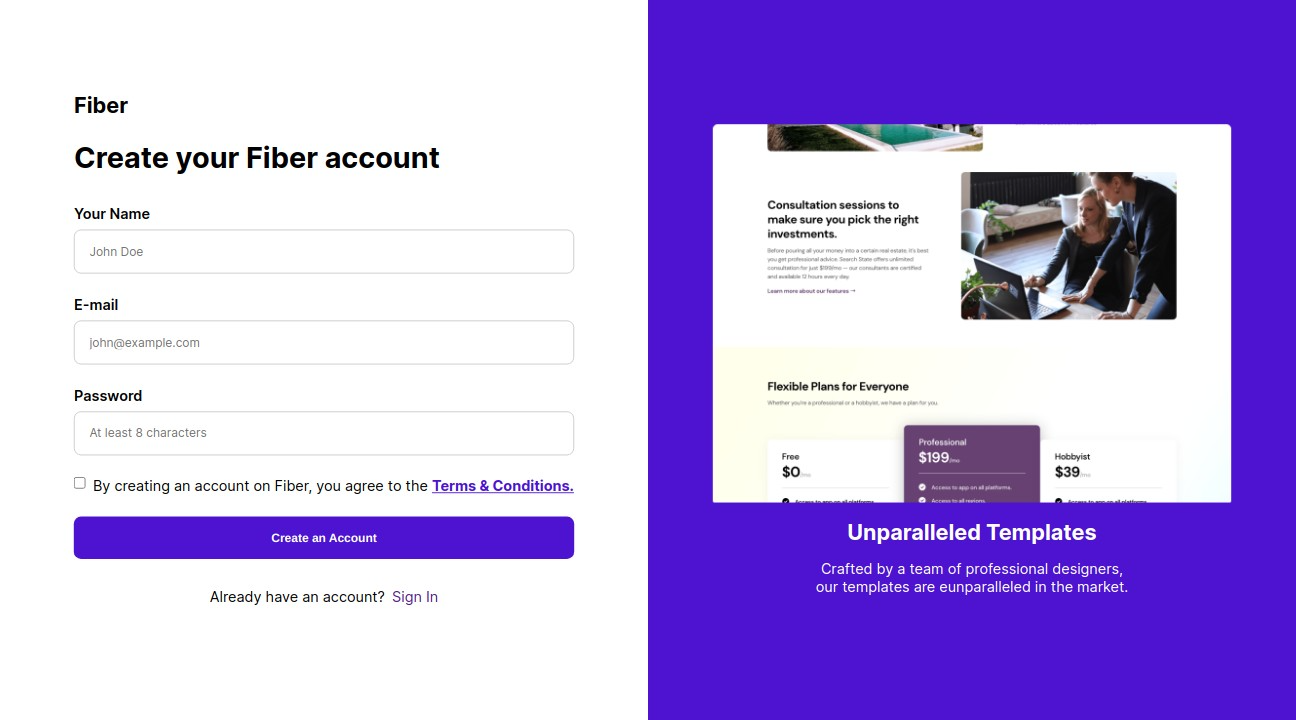 Fiber
Create your Fiber account
Your Name
John Doe
E-mail
john@example.com
Password
At least 8 characters
By creating an account on Fiber, you agree to the Terms & Conditions.
Create an Account
Already have an account? Sign In
Consultation sessions to
make sure you pick the right
investments.
Before pouring all your money into a certain real estate, it's best
you get professional advice. Search State offers unlimited
consultation for just $199/mo — our consultants are certified
and available 12 hours every day.
Learn more about our features →
Flexible Plans for Everyone
Whether you're a professional or a hobbyist, we have a plan for you.
Free
$0/mo
Access to app on all platforms.
Professional
$199/mo
Access to app on all platforms.
Access to all regions.
Hobbyist
$39/mo
Access to app on all platforms.
Unparalleled Templates
Crafted by a team of professional designers,
our templates are eunparalleled in the market.